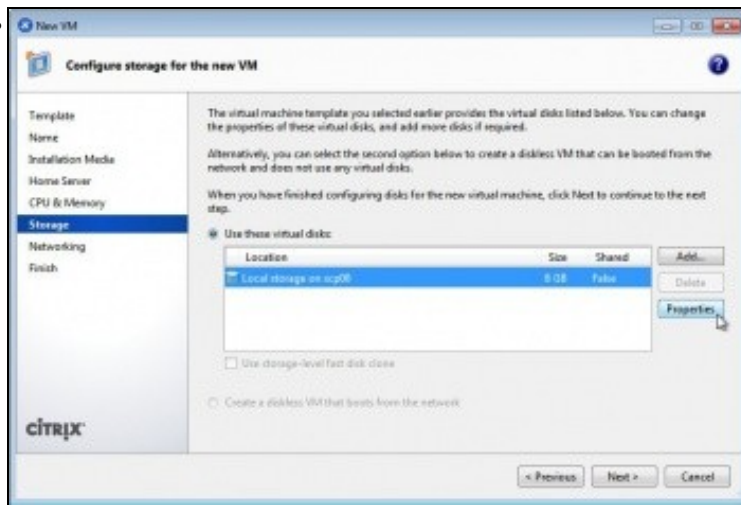 New VM
Configure storage for the new VM
Template
Name
Installation Media
Home Server
CPU & Memory
Storage
Networking
Finish
The virtual machine template you selected earlier provides the virtual disks listed below. You can change
the properties of these virtual disks, and add more disks if required.
Alternatively, you can select the second option below to create a diskless VM that can be booted from the
network and does not use any virtual disks.
When you have finished configuring disks for the new virtual machine, click Next to continue to the next
step.
Use these virtual disks:
Location Size Shared
Local storage on scp08 8 GB False
Add...
Delete
Properties
Use storage-level fast disk clone
Create a diskless VM that boots from the network
CITRIX
< Previous Next > Cancel